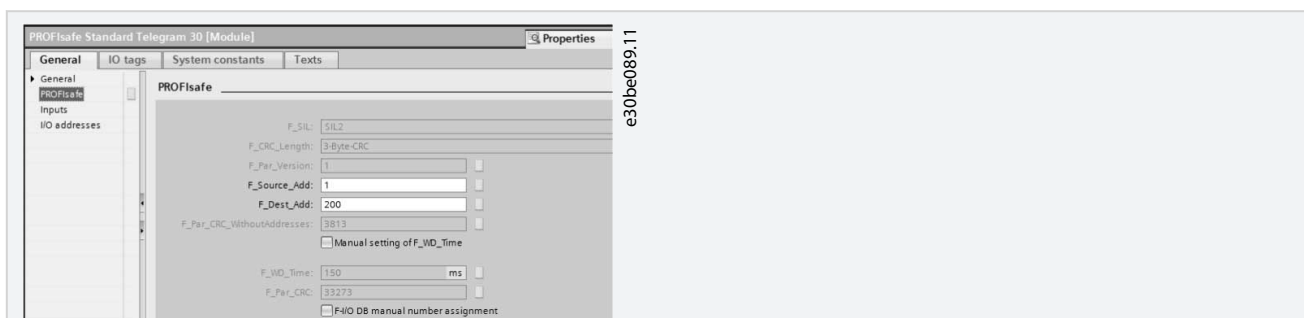 PROFIsafe Standard Telegram 30 [Module]
Properties
General IO tags System constants Texts
General
PROFIsafe
Inputs
I/O addresses
PROFIsafe
F_SIL: SIL2
F_CRC_Length: 3-Byte-CRC
F_Par_Version: 1
F_Source_Add: 1
F_Dest_Add: 200
F_Par_CRC_WithoutAddresses: 3813
Manual setting of F_WD_Time
F_WD_Time: 150 ms
F_Par_CRC: 33273
F-I/O DB manual number assignment
e30be089.11